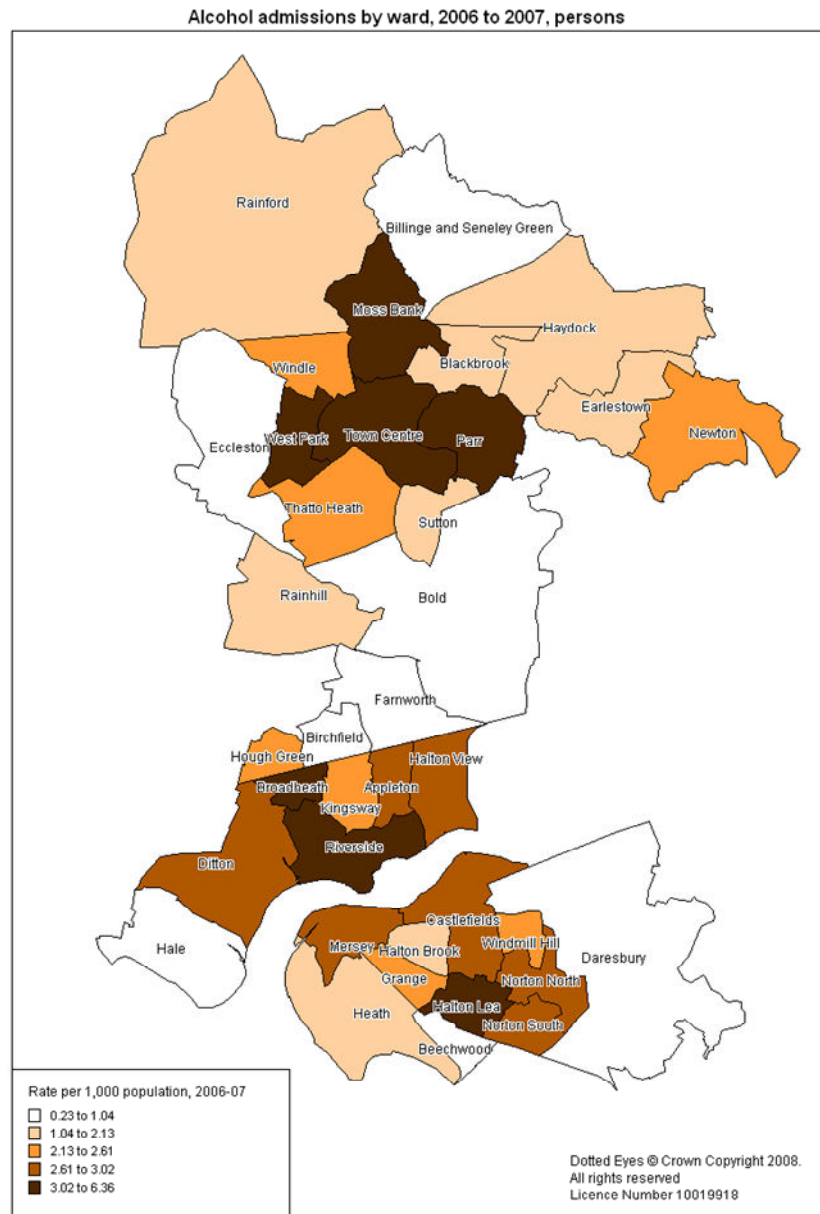 Alcohol admissions by ward, 2006 to 2007, persons
Rainford
Billinge and Seneley Green
Moss Bank
Haydock
Windle
Blackbrook
Earlestown
Newton
West Park
Town Centre
Parr
Eccleston
Thatto Heath
Sutton
Rainhill
Bold
Farnworth
Birchfield
Hough Green
Halton View
Broadheath
Appleton
Kingsway
Riverside
Ditton
Castlefields
Hale
Mersey
Halton Brook
Windmill Hill
Daresbury
Grange
Norton North
Heath
Halton Lea
Norton South
Beechwood
Rate per 1,000 population, 2006-07
0.23 to 1.04
1.04 to 2.13
2.13 to 2.61
2.61 to 3.02
3.02 to 6.36
Dotted Eyes © Crown Copyright 2008.
All rights reserved
Licence Number 10019918